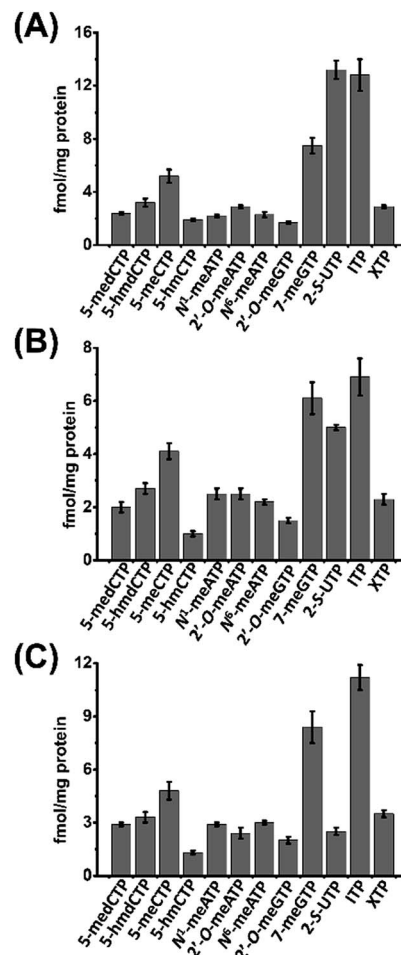 (A)
fmol/mg protein
16
12
8
4
0
5-medCTP
5-hmdCTP
5-meCTP
5-hmCTP
N¹-meATP
2'-O-meATP
N⁶-meATP
2'-O-meGTP
7-meGTP
2-S-UTP
ITP
XTP
(B)
fmol/mg protein
8
6
4
2
0
5-medCTP
5-hmdCTP
5-meCTP
5-hmCTP
N¹-meATP
2'-O-meATP
N⁶-meATP
2'-O-meGTP
7-meGTP
2-S-UTP
ITP
XTP
(C)
fmol/mg protein
12
9
6
3
0
5-medCTP
5-hmdCTP
5-meCTP
5-hmCTP
N¹-meATP
2'-O-meATP
N⁶-meATP
2'-O-meGTP
7-meGTP
2-S-UTP
ITP
XTP